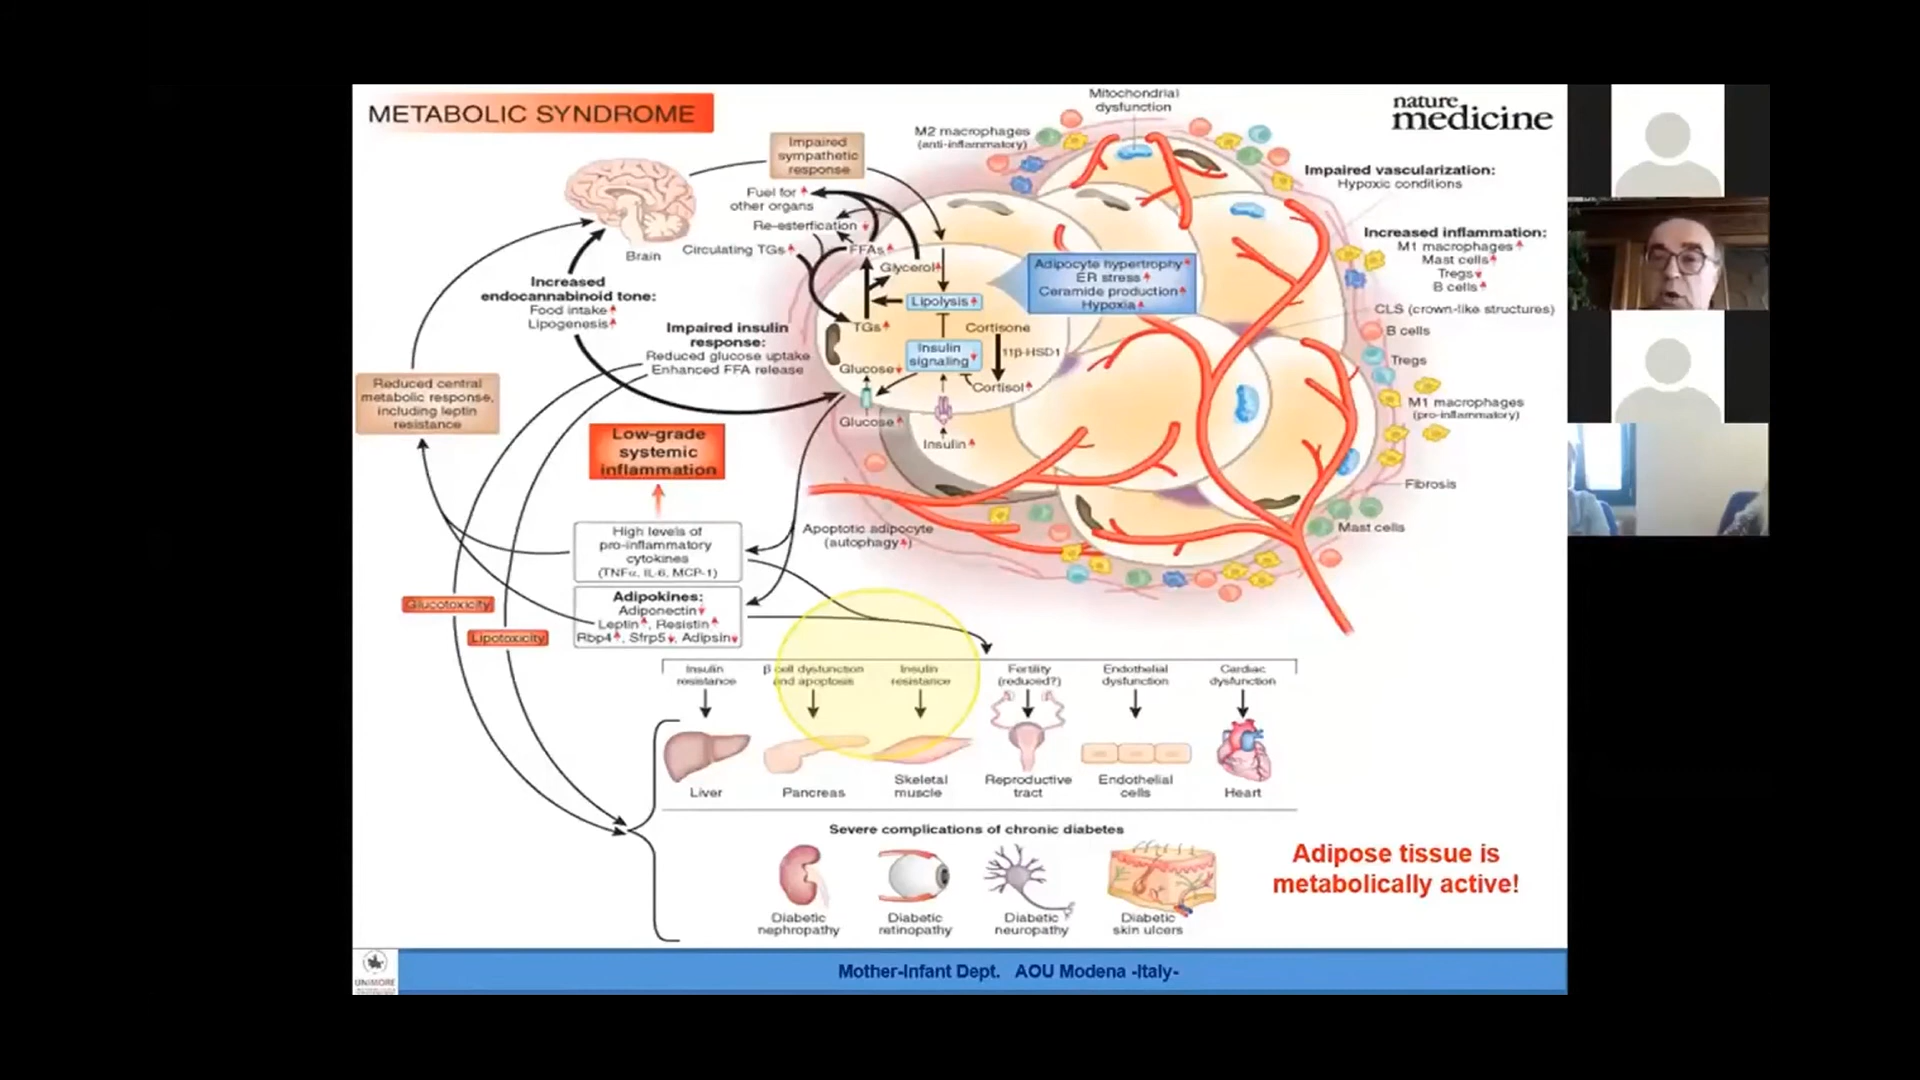 METABOLIC SYNDROME
nature
medicine
Mitochondrial
dysfunction
M2 macrophages
(anti-inflammatory)
Impaired
sympathetic
response
Impaired vascularization:
Hypoxic conditions
Fuel for
other organs
Re-esterfication
Circulating TGs
FFAs
Glycerol
Brain
Increased inflammation:
M1 macrophages
Mast cells
Tregs
B cells
Adipocyte hypertrophy
ER stress
Ceramide production
Hypoxia
Increased
endocannabinoid tone:
Food intake
Lipogenesis
Lipolysis
CLS (crown-like structures)
TGs
Cortisone
B cells
Impaired insulin
response:
Reduced glucose uptake
Enhanced FFA release
Insulin
signaling
11β-HSD1
Tregs
Glucose
Cortisol
Reduced central
metabolic response,
including leptin
resistance
M1 macrophages
(pro-inflammatory)
Glucose
Insulin
Low-grade
systemic
inflammation
Fibrosis
High levels of
pro-inflammatory
cytokines
(TNFα, IL-6, MCP-1)
Apoptotic adipocyte
(autophagy)
Mast cells
Adipokines:
Adiponectin
Leptin, Resistin
Rbp4, Sfrp5, Adipsin
Glucotoxicity
Lipotoxicity
Insulin
resistance
β cell dysfunction
and apoptosis
Insulin
resistance
Fertility
(reduced?)
Endothelial
dysfunction
Cardiac
dysfunction
Liver
Pancreas
Skeletal
muscle
Reproductive
tract
Endothelial
cells
Heart
Severe complications of chronic diabetes
Diabetic
nephropathy
Diabetic
retinopathy
Diabetic
neuropathy
Diabetic
skin ulcers
Adipose tissue is
metabolically active!
UNIMORE
Mother-Infant Dept. AOU Modena -Italy-